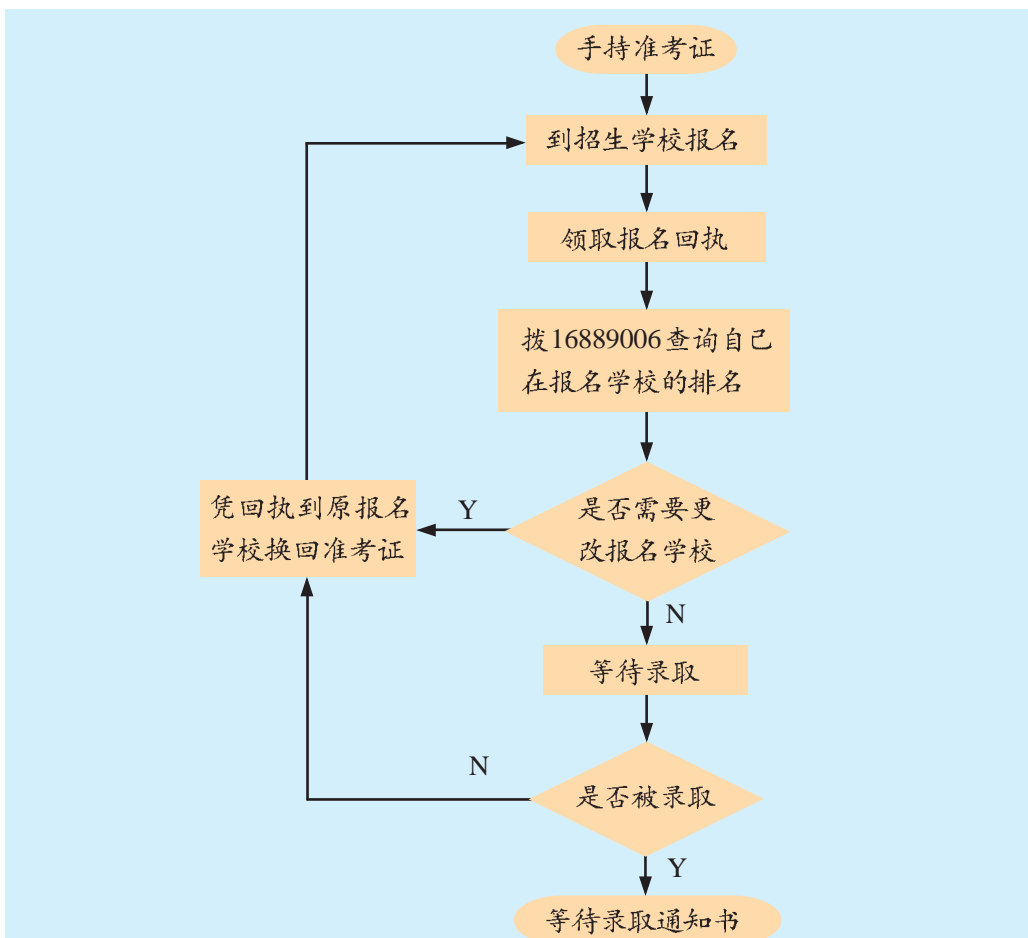 手持准考证
到招生学校报名
领取报名回执
拨16889006查询自己
在报名学校的排名
是否需要更
改报名学校
Y
凭回执到原报名
学校换回准考证
N
等待录取
是否被录取
N
Y
等待录取通知书